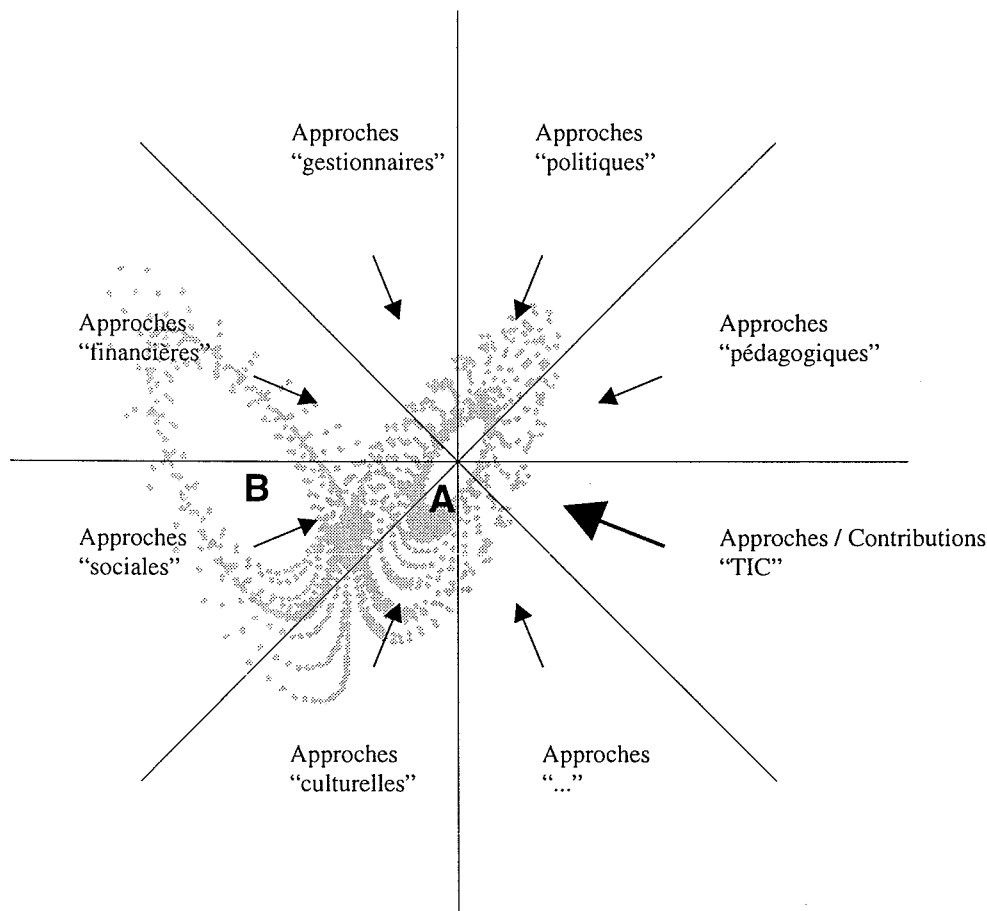 Approches
“gestionnaires”
Approches
“politiques”
Approches
“financières”
Approches
“pédagogiques”
B
A
Approches
“sociales”
Approches / Contributions
“TIC”
Approches
“culturelles”
Approches
“...”